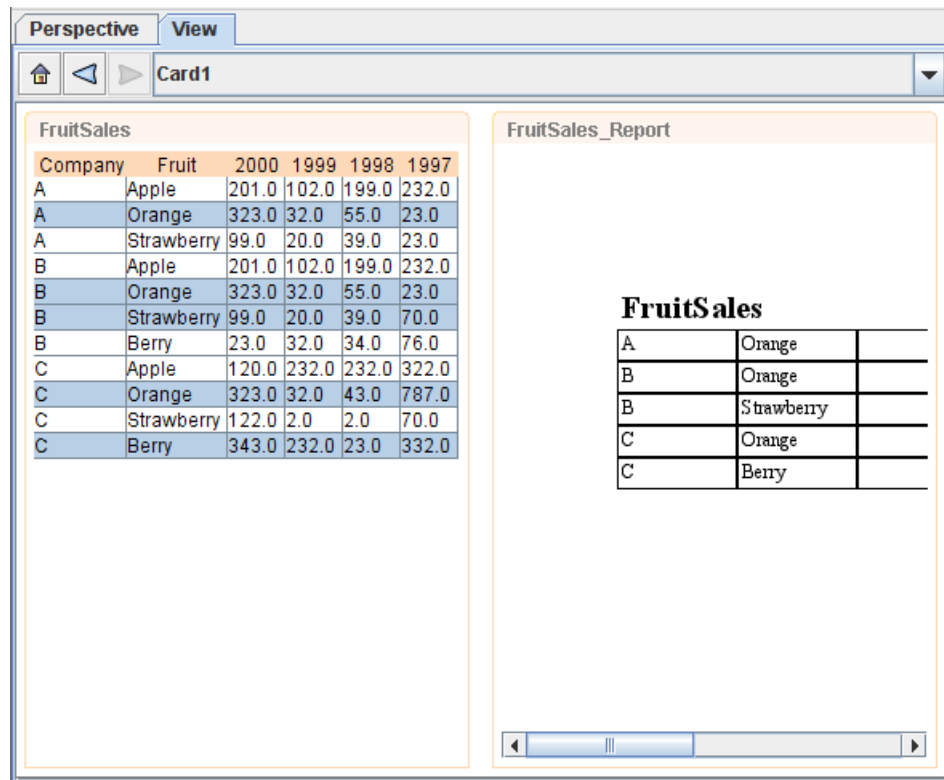 Perspective View
Card1
FruitSales
Company Fruit 2000 1999 1998 1997
A Apple 201.0 102.0 199.0 232.0
A Orange 323.0 32.0 55.0 23.0
A Strawberry 99.0 20.0 39.0 23.0
B Apple 201.0 102.0 199.0 232.0
B Orange 323.0 32.0 55.0 23.0
B Strawberry 99.0 20.0 39.0 70.0
B Berry 23.0 32.0 34.0 76.0
C Apple 120.0 232.0 232.0 322.0
C Orange 323.0 32.0 43.0 787.0
C Strawberry 122.0 2.0 2.0 70.0
C Berry 343.0 232.0 23.0 332.0
FruitSales_Report
FruitSales
A Orange
B Orange
B Strawberry
C Orange
C Berry